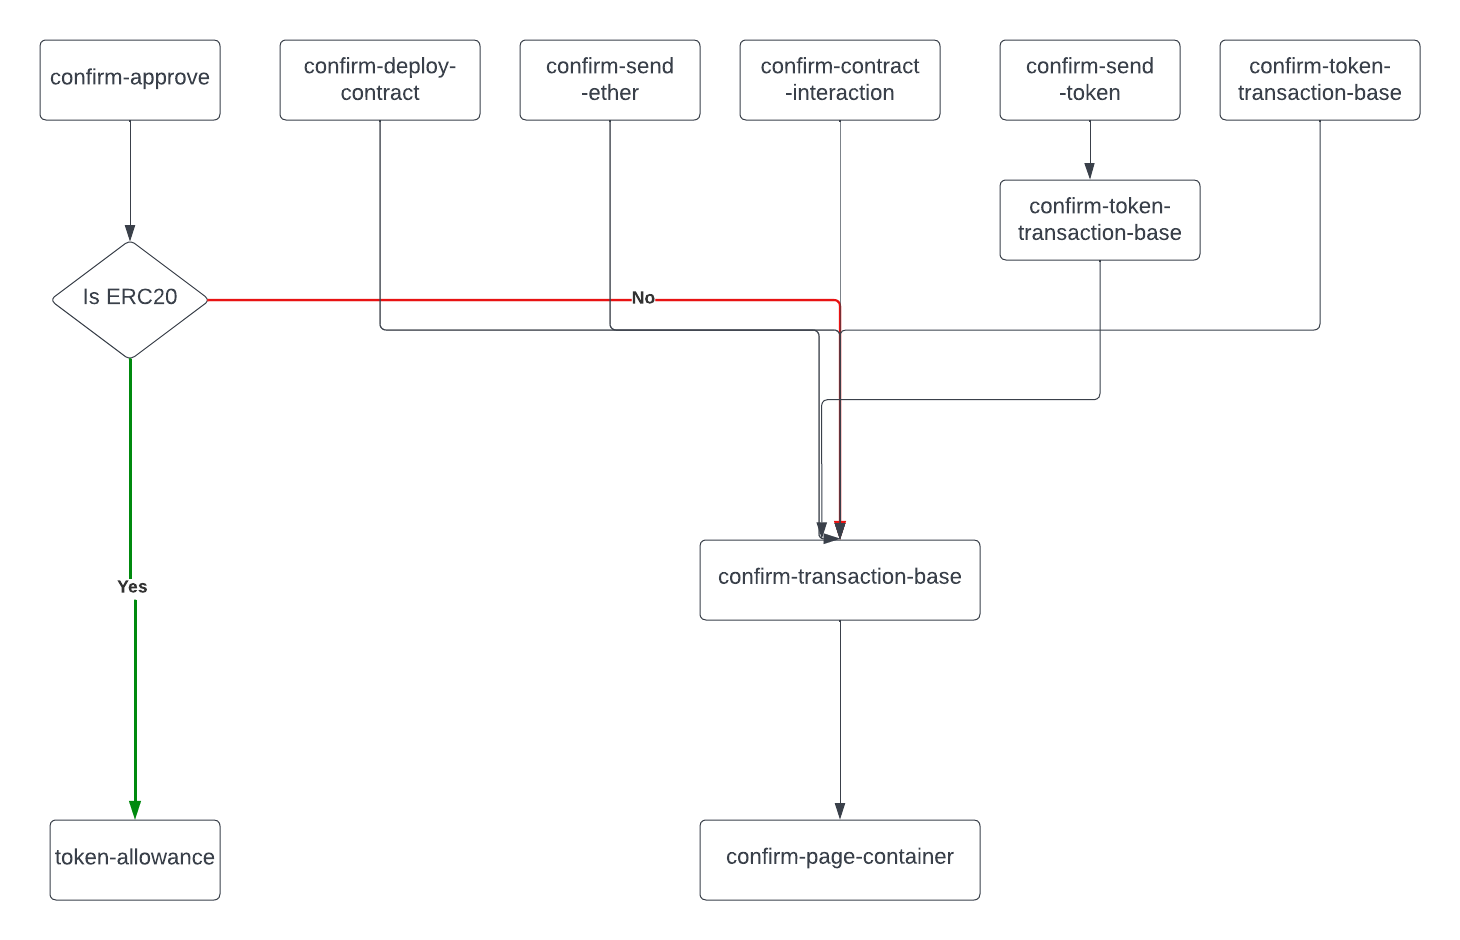 confirm-approve
confirm-deploy-
contract
confirm-send
-ether
confirm-contract
-interaction
confirm-send
-token
confirm-token-
transaction-base
confirm-token-
transaction-base
Is ERC20
No
confirm-transaction-base
Yes
token-allowance
confirm-page-container